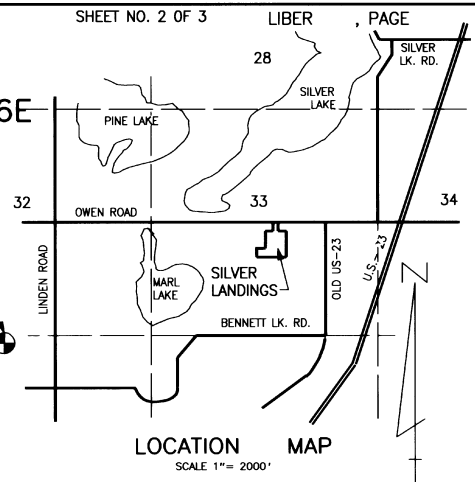 SHEET NO. 2 OF 3 LIBER , PAGE
28
SILVER
LK. RD.
SILVER
LAKE
6E
PINE LAKE
32
33
34
OWEN ROAD
LINDEN ROAD
MARL
LAKE
SILVER
LANDINGS
OLD US-23
U.S.-23
BENNETT LK. RD.
N
LOCATION MAP
SCALE 1"= 2000'